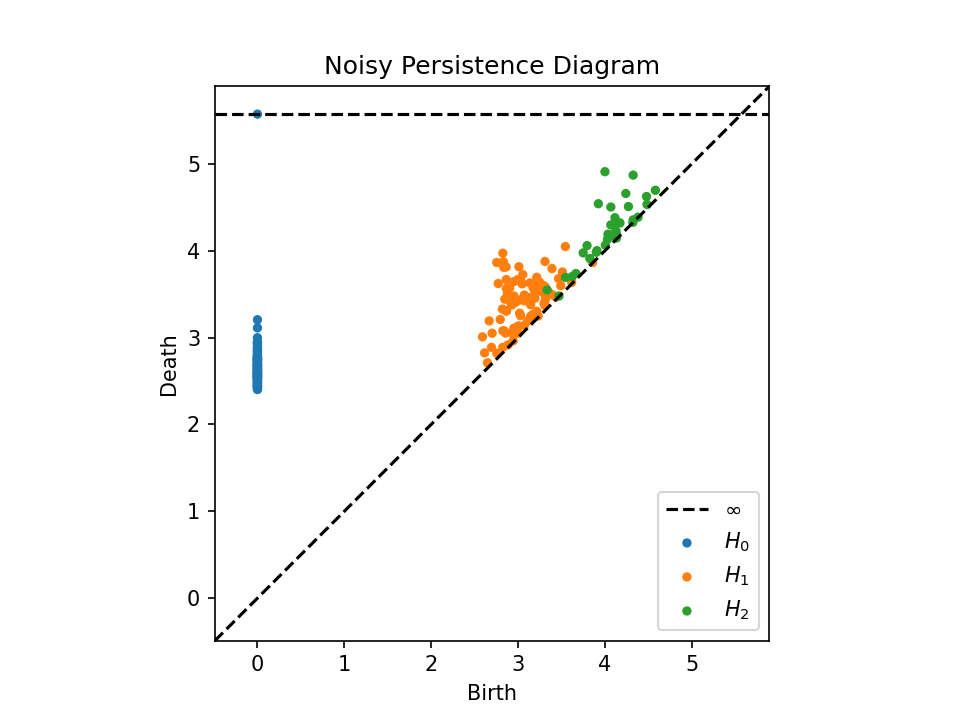 Noisy Persistence Diagram
Death
5
4
3
2
1
0
0 1 2 3 4 5
Birth
∞
H₀
H₁
H₂